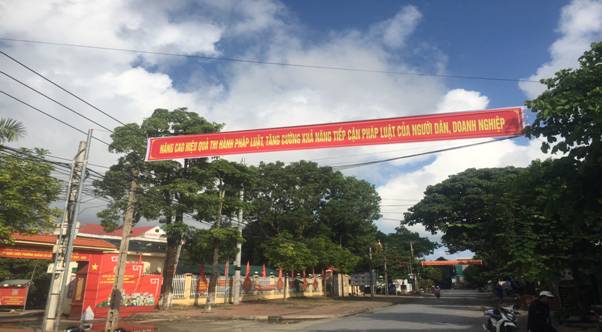 NÂNG CAO HIỆU QUẢ THI HÀNH PHÁP LUẬT, TĂNG CƯỜNG KHẢ NĂNG TIẾP CẬN PHÁP LUẬT CỦA NGƯỜI DÂN, DOANH NGHIỆP